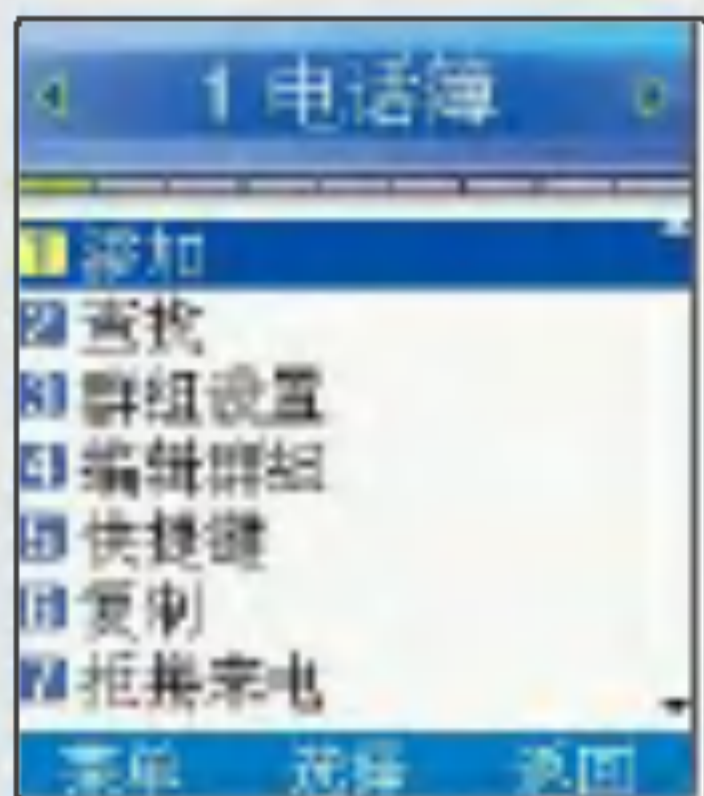 1 电话簿
1 添加
2 查找
3 群组设置
4 编辑群组
5 快捷键
6 复制
7 拒接来电
菜单 选择 返回